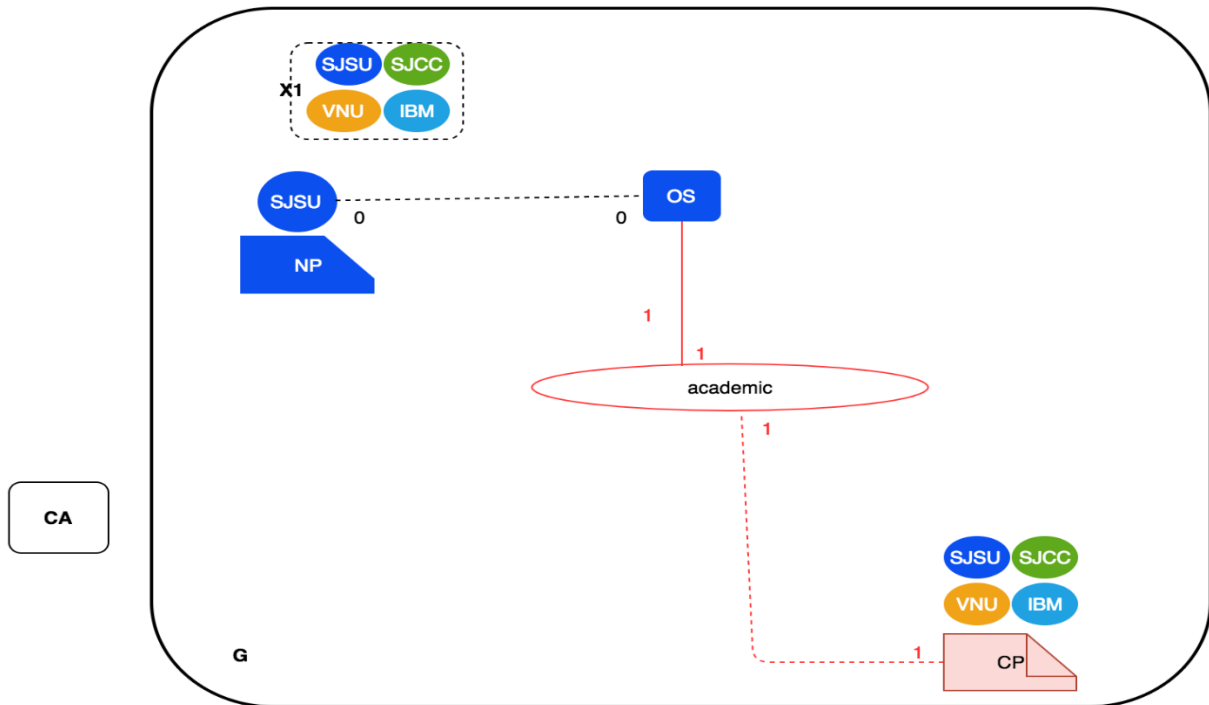 SJSU SJCC
X1
VNU IBM
SJSU
OS
0
0
NP
1
1
academic
1
CA
SJSU SJCC
VNU IBM
G
1
CP